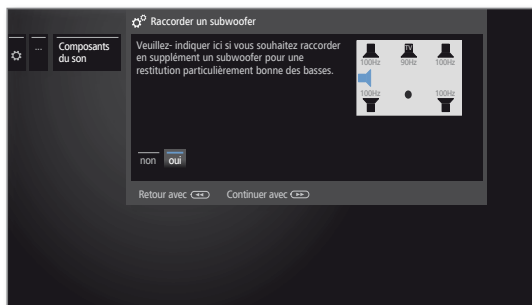 Raccorder un subwoofer
...
Composants
du son
Veuillez- indiquer ici si vous souhaitez raccorder
en supplément un subwoofer pour une
restitution particulièrement bonne des basses.
TV
100Hz 90Hz 100Hz
100Hz 100Hz
non oui
Retour avec Continuer avec